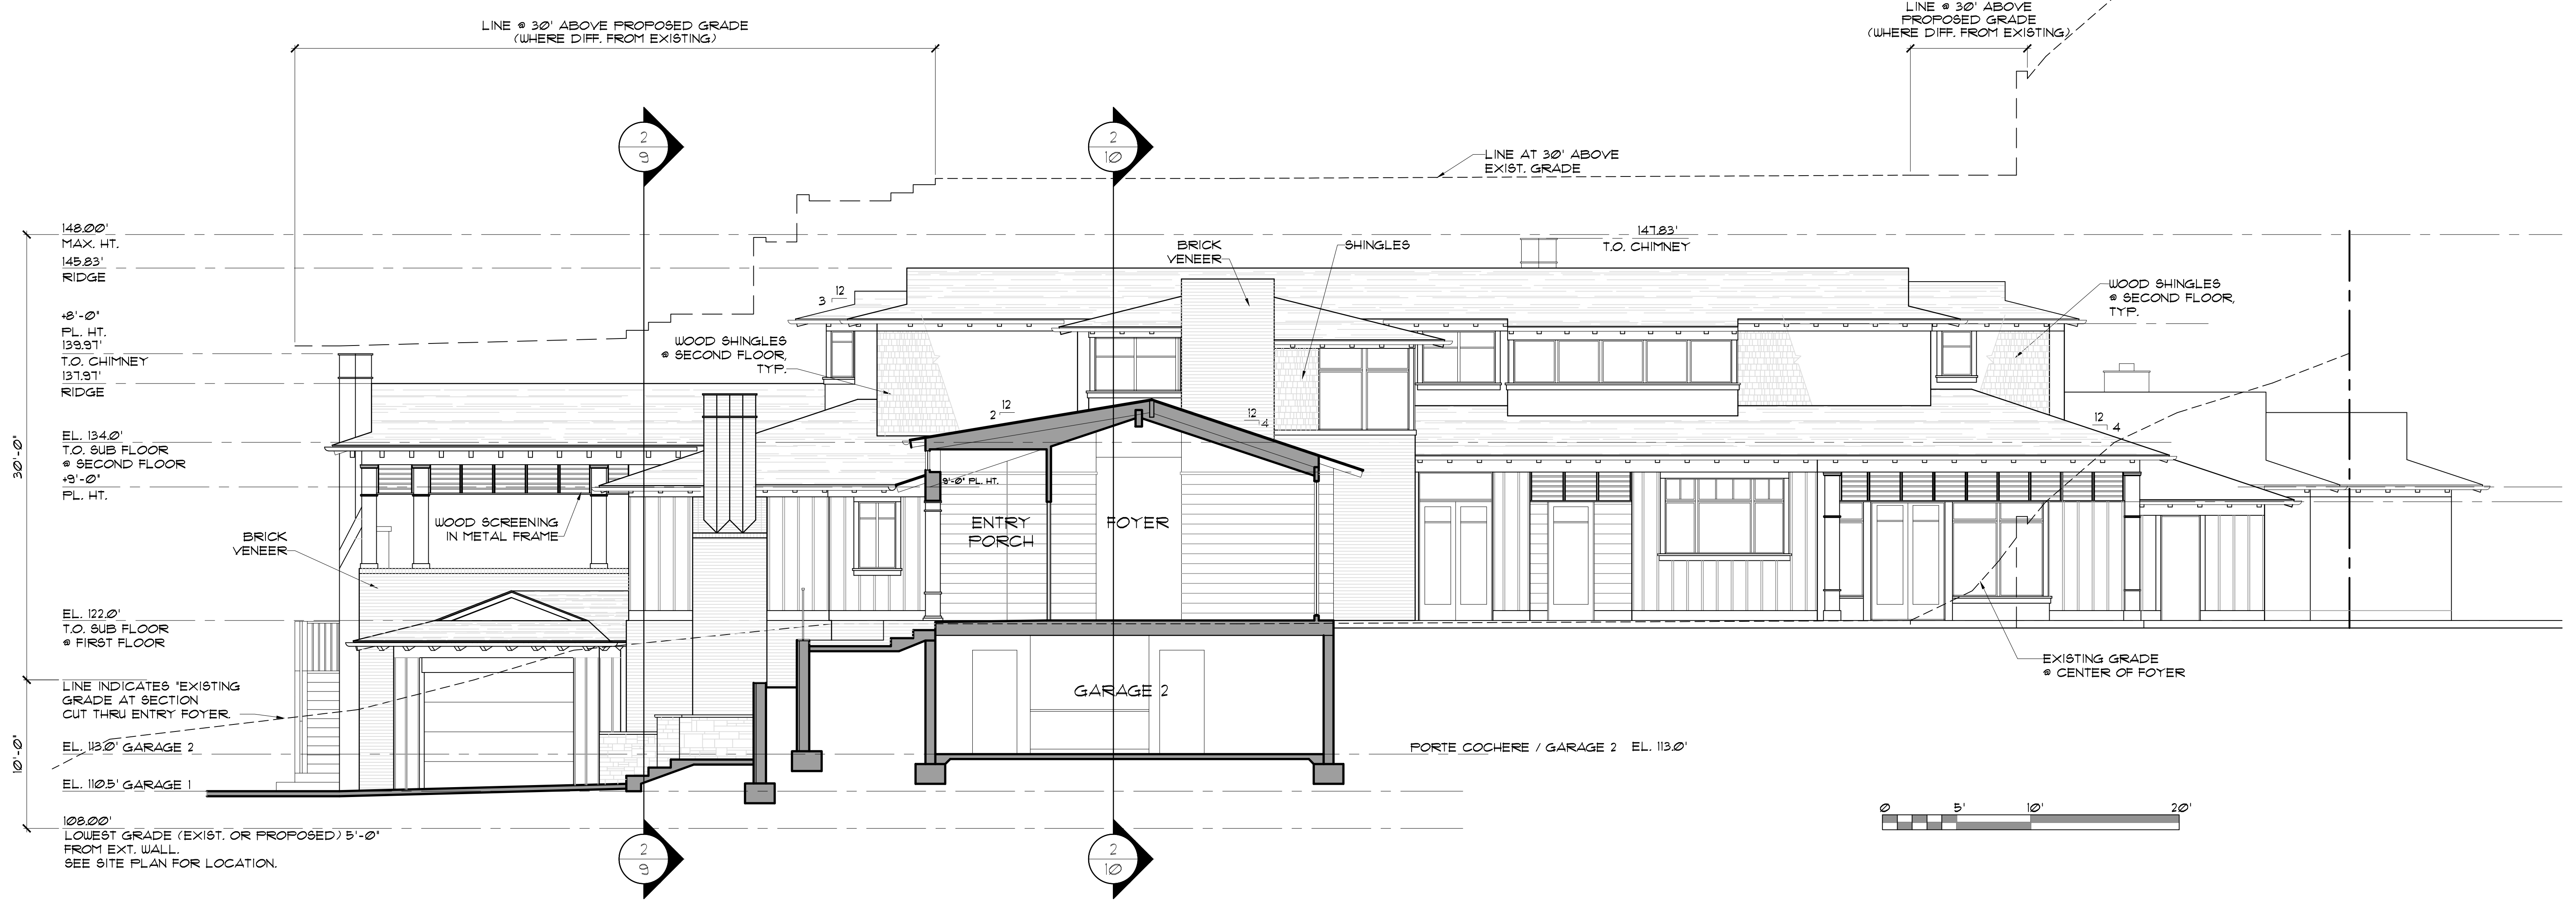 LINE @ 30' ABOVE PROPOSED GRADE
(WHERE DIFF. FROM EXISTING)
LINE @ 30' ABOVE
PROPOSED GRADE
(WHERE DIFF. FROM EXISTING)
2
9
2
10
LINE AT 30' ABOVE
EXIST. GRADE
148.00'
MAX. HT.
145.83'
RIDGE
+8'-0"
PL. HT.
139.97'
T.O. CHIMNEY
137.97'
RIDGE
EL. 134.0'
T.O. SUB FLOOR
@ SECOND FLOOR
+9'-0"
PL. HT.
30'-0"
10'-0"
BRICK
VENEER
SHINGLES
147.83'
T.O. CHIMNEY
12
3
WOOD SHINGLES
@ SECOND FLOOR,
TYP.
WOOD SHINGLES
@ SECOND FLOOR,
TYP.
12
2
12
4
12
4
9'-0" PL. HT.
WOOD SCREENING
IN METAL FRAME
BRICK
VENEER
ENTRY
PORCH
FOYER
EL. 122.0'
T.O. SUB FLOOR
@ FIRST FLOOR
EXISTING GRADE
@ CENTER OF FOYER
LINE INDICATES "EXISTING
GRADE AT SECTION
CUT THRU ENTRY FOYER.
GARAGE 2
EL. 113.0' GARAGE 2
PORTE COCHERE / GARAGE 2 EL. 113.0'
EL. 110.5' GARAGE 1
0 5' 10' 20'
108.00'
LOWEST GRADE (EXIST. OR PROPOSED) 5'-0"
FROM EXT. WALL.
SEE SITE PLAN FOR LOCATION.
2
9
2
10